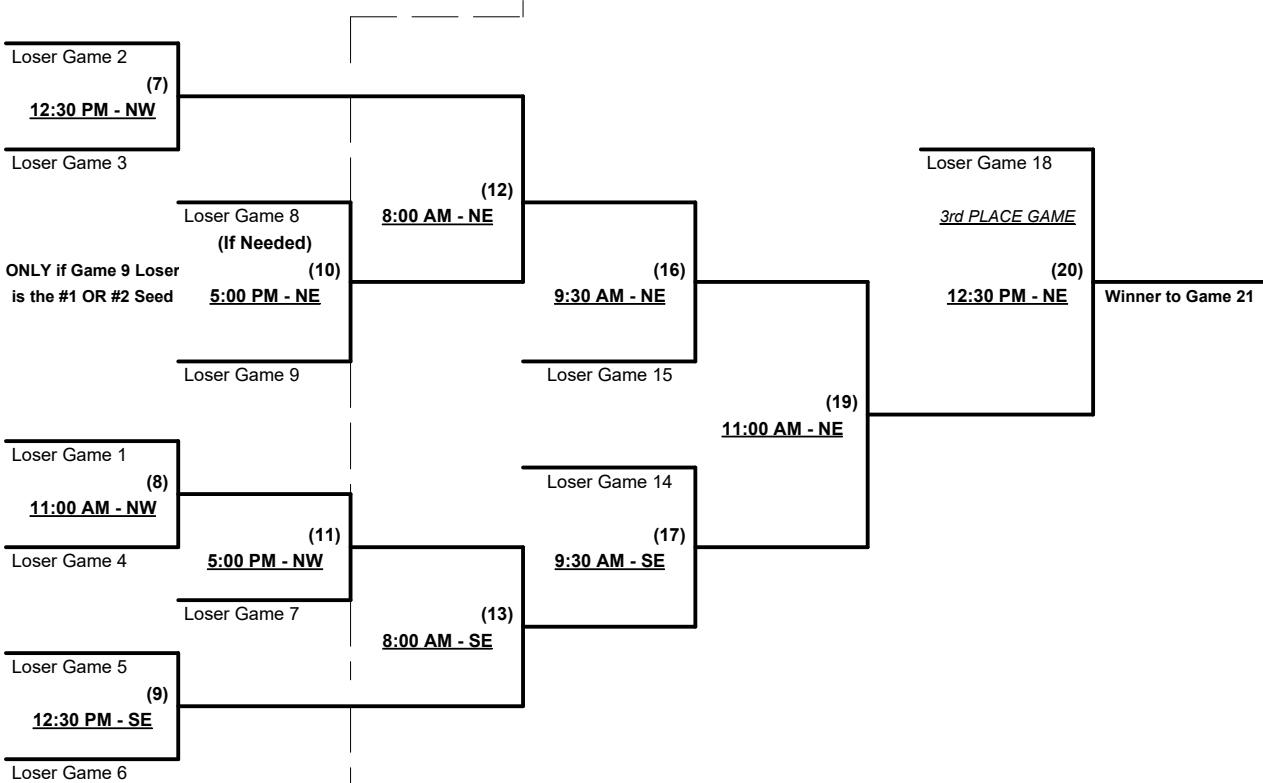 Loser Game 2
(7)
12:30 PM - NW
Loser Game 3
(12)
8:00 AM - NE
Loser Game 8
(If Needed)
ONLY if Game 9 Loser
is the #1 OR #2 Seed
(10)
5:00 PM - NE
Loser Game 9
(16)
9:30 AM - NE
Loser Game 15
Loser Game 18
3rd PLACE GAME
(20)
12:30 PM - NE
Winner to Game 21
(19)
11:00 AM - NE
Loser Game 1
(8)
11:00 AM - NW
Loser Game 4
(11)
5:00 PM - NW
Loser Game 7
Loser Game 14
(17)
9:30 AM - SE
(13)
8:00 AM - SE
Loser Game 5
(9)
12:30 PM - SE
Loser Game 6